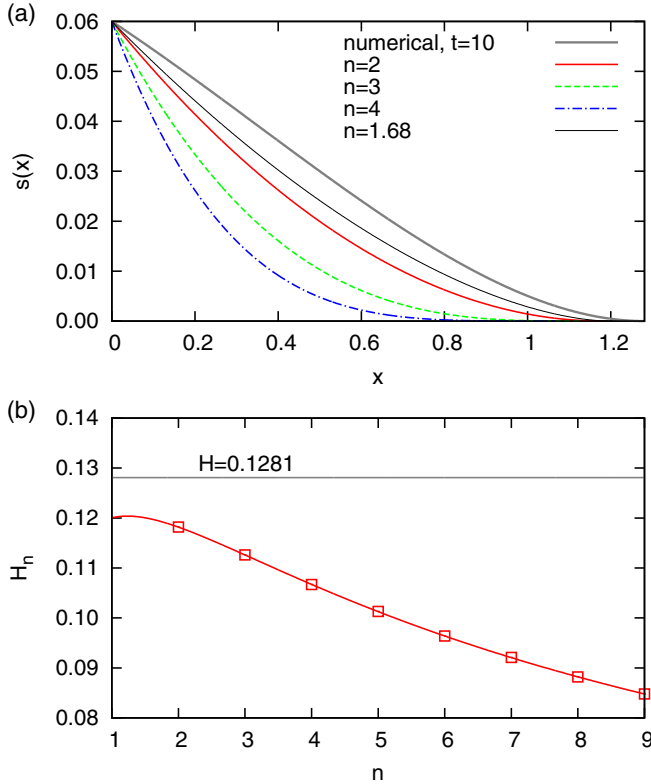 (a)
0.06
0.05
0.04
0.03
0.02
0.01
0.00
s(x)
numerical, t=10
n=2
n=3
n=4
n=1.68
0 0.2 0.4 0.6 0.8 1 1.2
x
(b)
0.14
0.13
0.12
0.11
0.10
0.09
0.08
Hn
H=0.1281
1 2 3 4 5 6 7 8 9
n